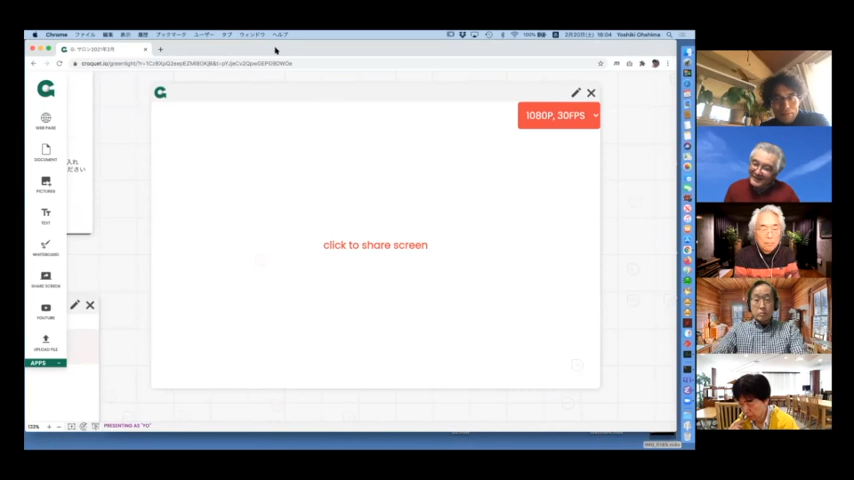 Chrome ファイル 編集 表示 履歴 ブックマーク ユーザー タブ ウィンドウ ヘルプ
100%
2月20日(土) 18:04 Yoshiki Ohshima
サロン2021年2月
1080P, 30FPS
WEB PAGE
DOCUMENT
入れ
ださい
PICTURES
TEXT
click to share screen
WHITEBOARD
SHARE SCREEN
YOUTUBE
UPLOAD FILE
APPS
133%
PRESENTING AS "YO"